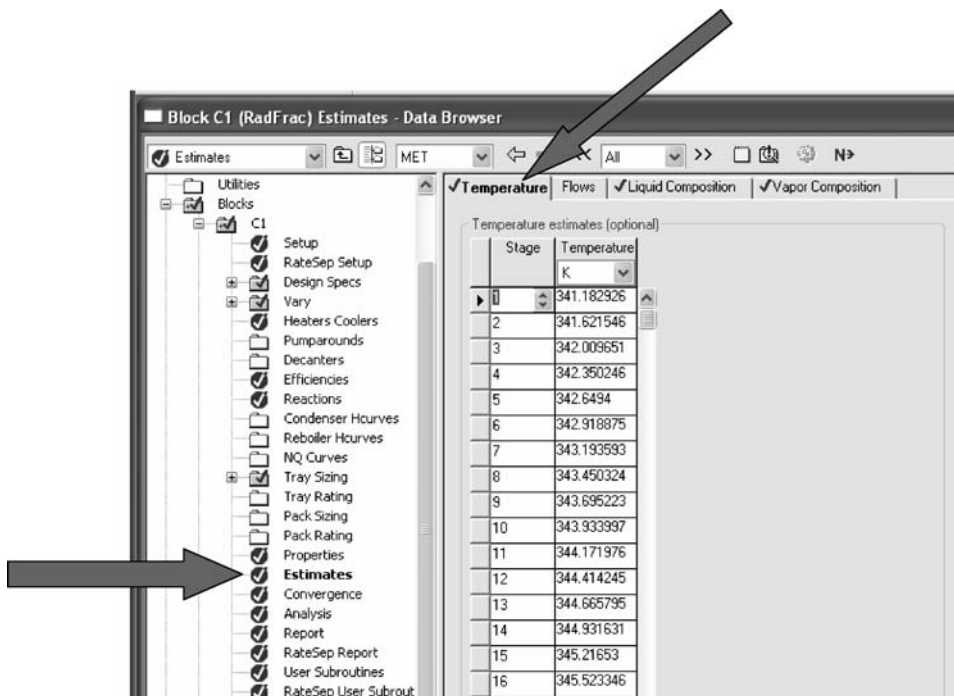 Block C1 (RadFrac) Estimates - Data Browser
Estimates MET All >> N>
Utilities
Blocks
C1
Setup
RateSep Setup
Design Specs
Vary
Heaters Coolers
Pumparounds
Decanters
Efficiencies
Reactions
Condenser Hcurves
Reboiler Hcurves
NQ Curves
Tray Sizing
Tray Rating
Pack Sizing
Pack Rating
Properties
Estimates
Convergence
Analysis
Report
RateSep Report
User Subroutines
RateSep User Subrout
Temperature Flows Liquid Composition Vapor Composition
Temperature estimates (optional)
Stage Temperature
K
1 341.182926
2 341.621546
3 342.009651
4 342.350246
5 342.6494
6 342.918875
7 343.193593
8 343.450324
9 343.695223
10 343.933997
11 344.171976
12 344.414245
13 344.665795
14 344.931631
15 345.21653
16 345.523346